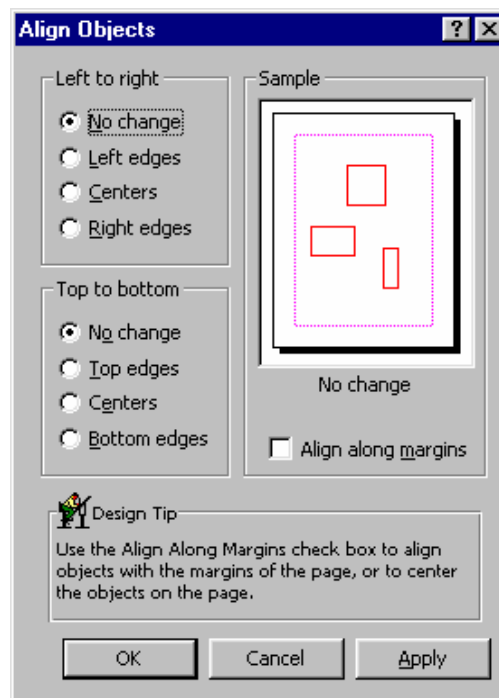 Align Objects
Left to right
No change
Left edges
Centers
Right edges
Top to bottom
No change
Top edges
Centers
Bottom edges
Sample
No change
Align along margins
Design Tip
Use the Align Along Margins check box to align
objects with the margins of the page, or to center
the objects on the page.
OK
Cancel
Apply